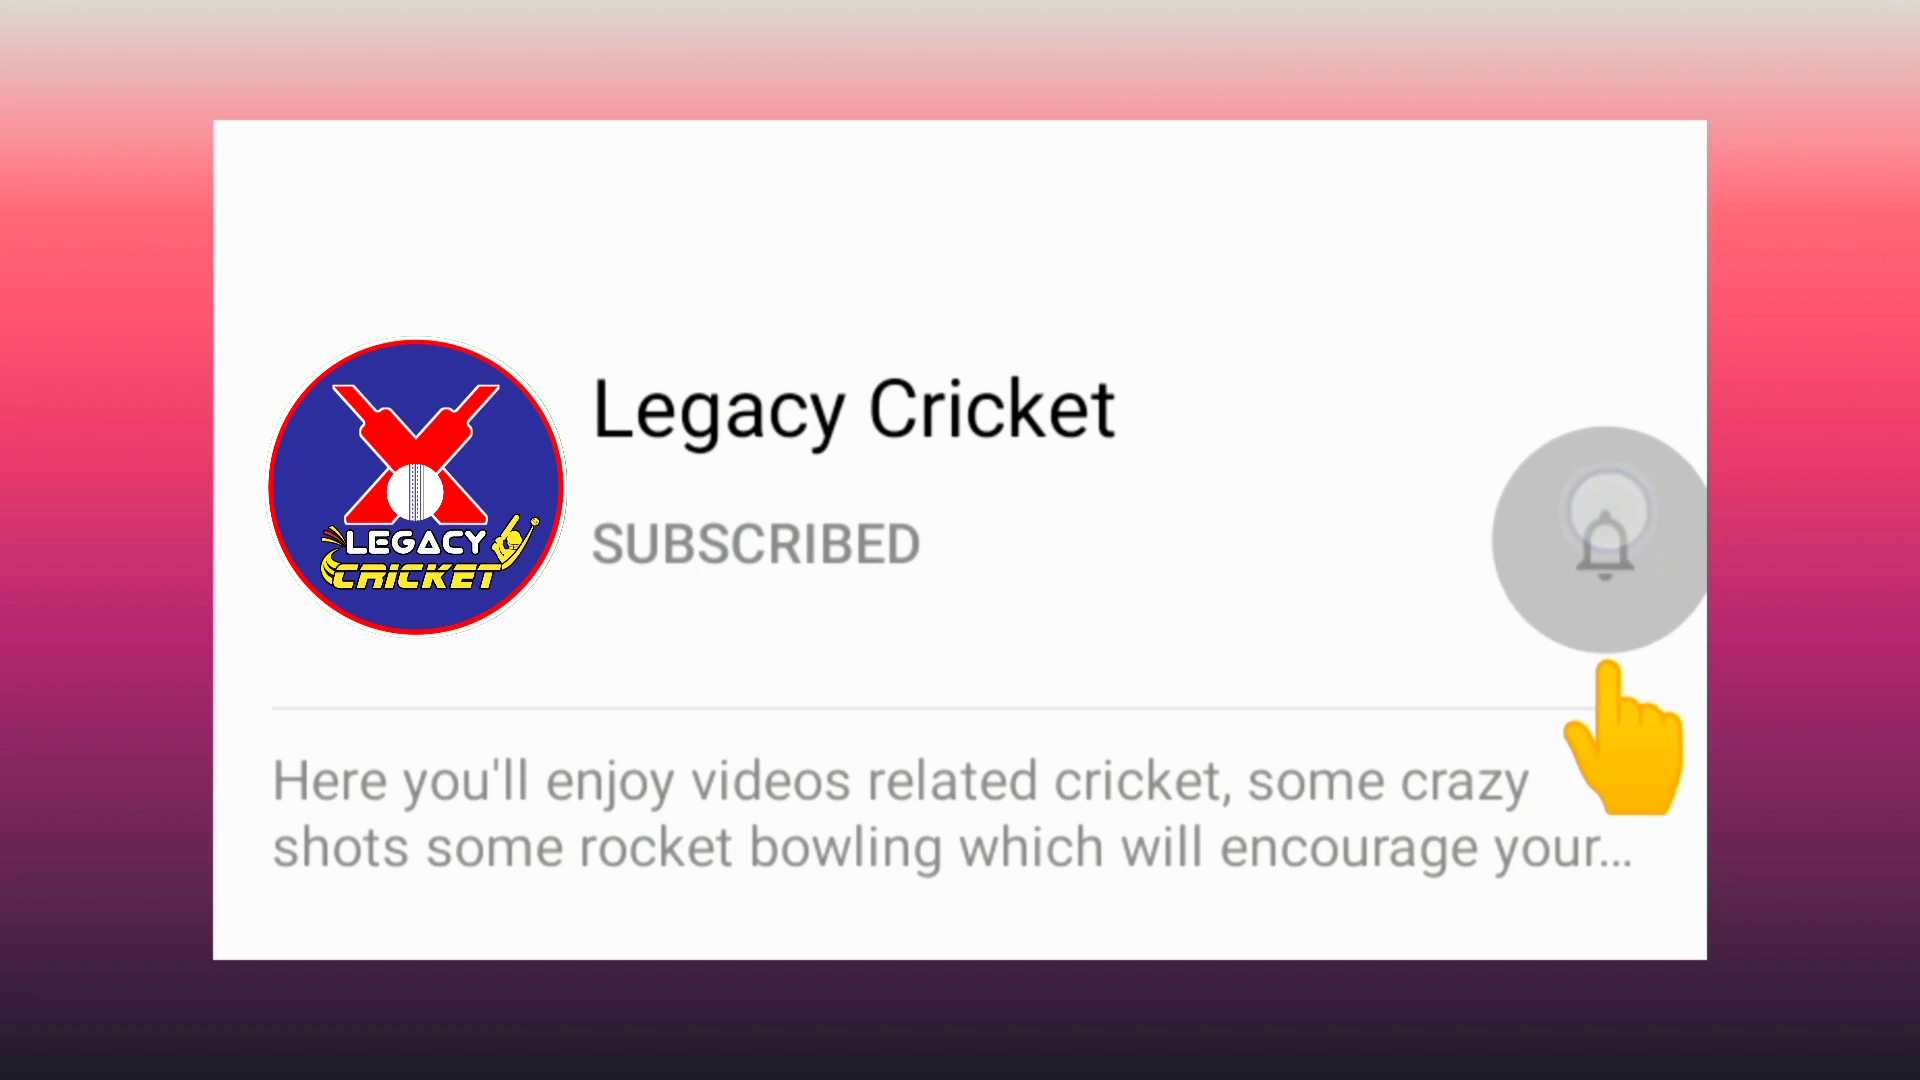 Legacy Cricket
SUBSCRIBED
LEGACY
CRICKET
Here you'll enjoy videos related cricket, some crazy
shots some rocket bowling which will encourage your...